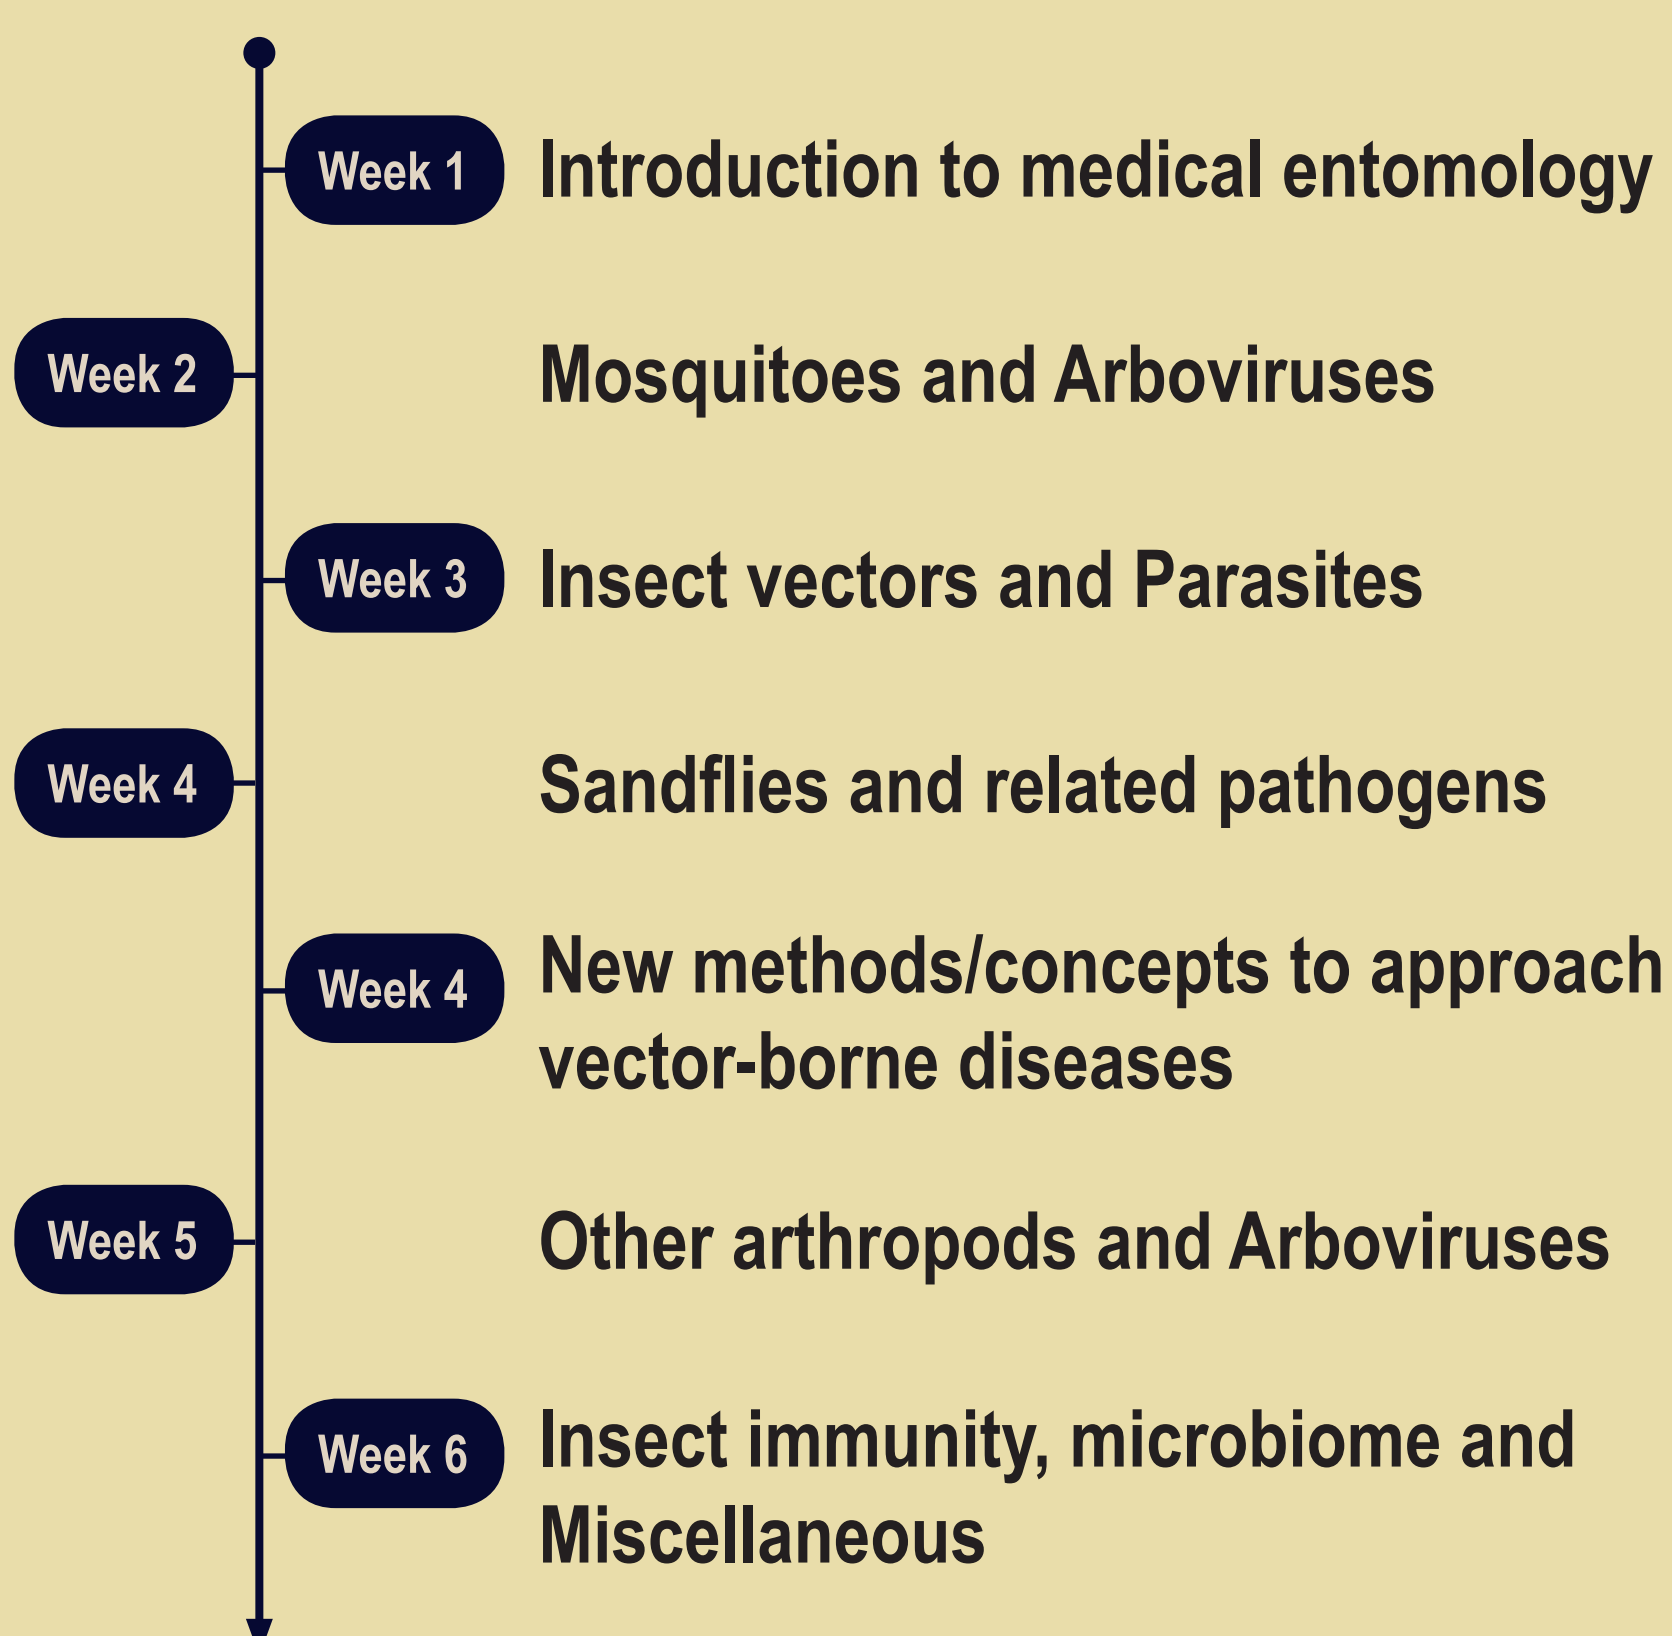 Week 1 Introduction to medical entomology
Week 2 Mosquitoes and Arboviruses
Week 3 Insect vectors and Parasites
Week 4 Sandflies and related pathogens
Week 4 New methods/concepts to approach
vector-borne diseases
Week 5 Other arthropods and Arboviruses
Week 6 Insect immunity, microbiome and
Miscellaneous